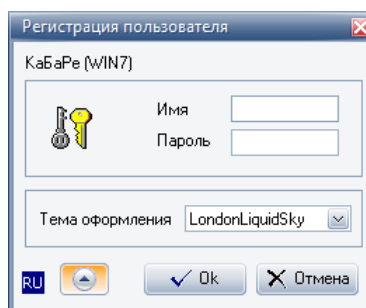 Регистрация пользователя
КаБаРе (WIN7)
Имя
Пароль
Тема оформления LondonLiquidSky
RU Ok Отмена